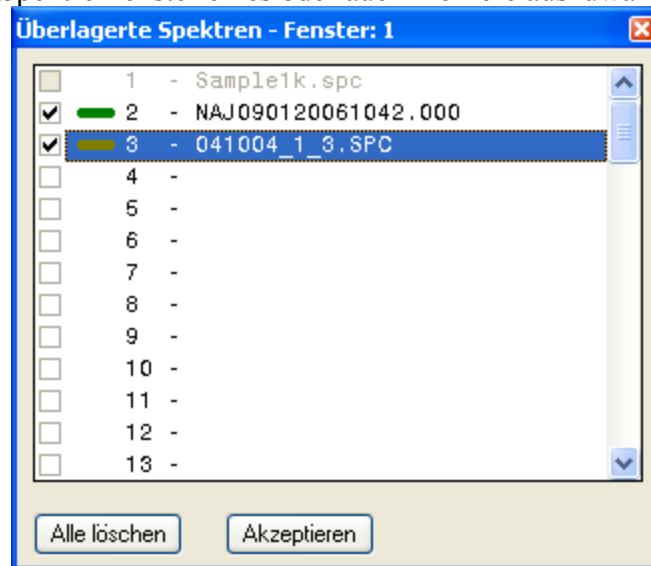 Überlagerte Spektren - Fenster: 1
1 - Sample1k.spc
2 - NAJ090120061042.000
3 - 041004_1_3.SPC
4 -
5 -
6 -
7 -
8 -
9 -
10 -
11 -
12 -
13 -
Alle löschen Akzeptieren